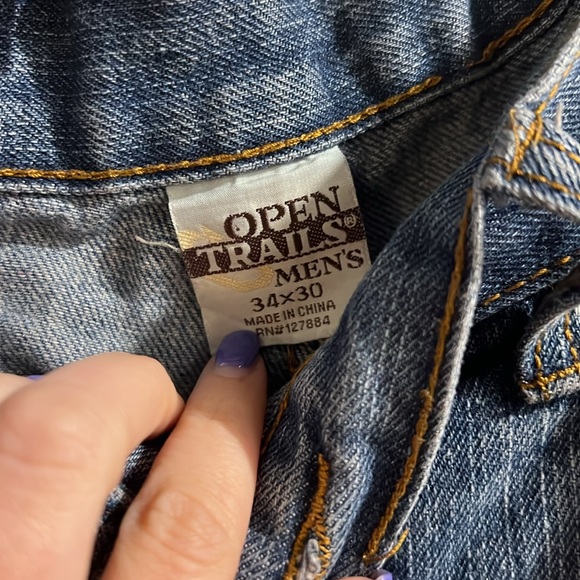 OPEN
TRAILS®
MEN'S
34×30
MADE IN CHINA
RN#127884